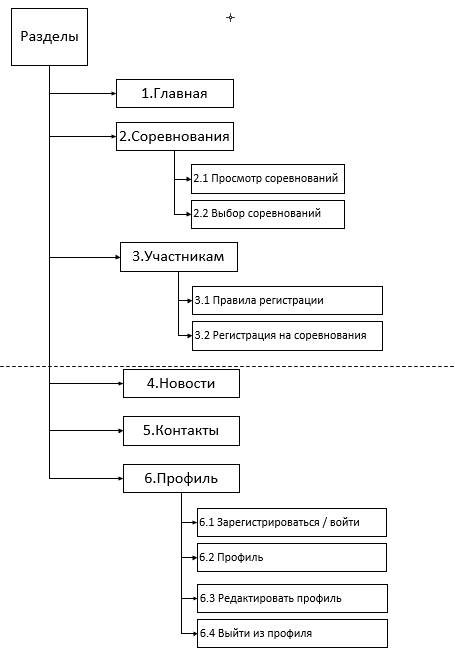 Разделы
1.Главная
2.Соревнования
2.1 Просмотр соревнований
2.2 Выбор соревнований
3.Участникам
3.1 Правила регистрации
3.2 Регистрация на соревнования
4.Новости
5.Контакты
6.Профиль
6.1 Зарегистрироваться / войти
6.2 Профиль
6.3 Редактировать профиль
6.4 Выйти из профиля